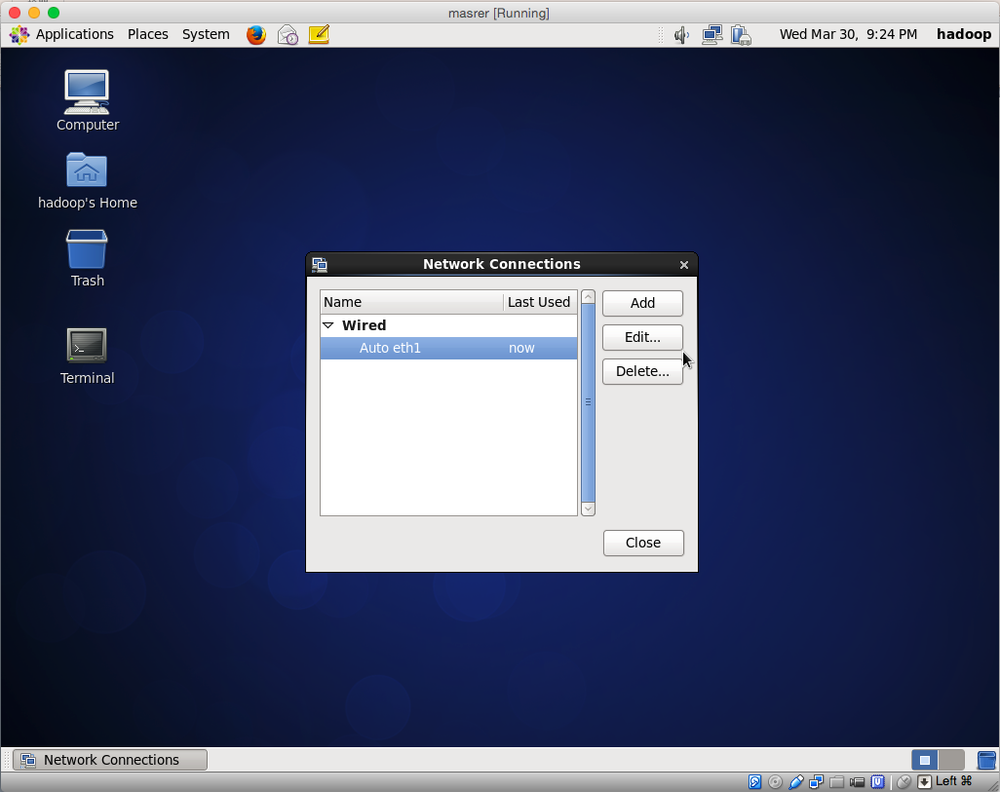 masrer [Running]
Applications Places System Wed Mar 30, 9:24 PM hadoop
Computer
hadoop's Home
Trash
Terminal
Network Connections
Name Last Used
Wired
Auto eth1 now
Add
Edit...
Delete...
Close
Network Connections
Left ⌘